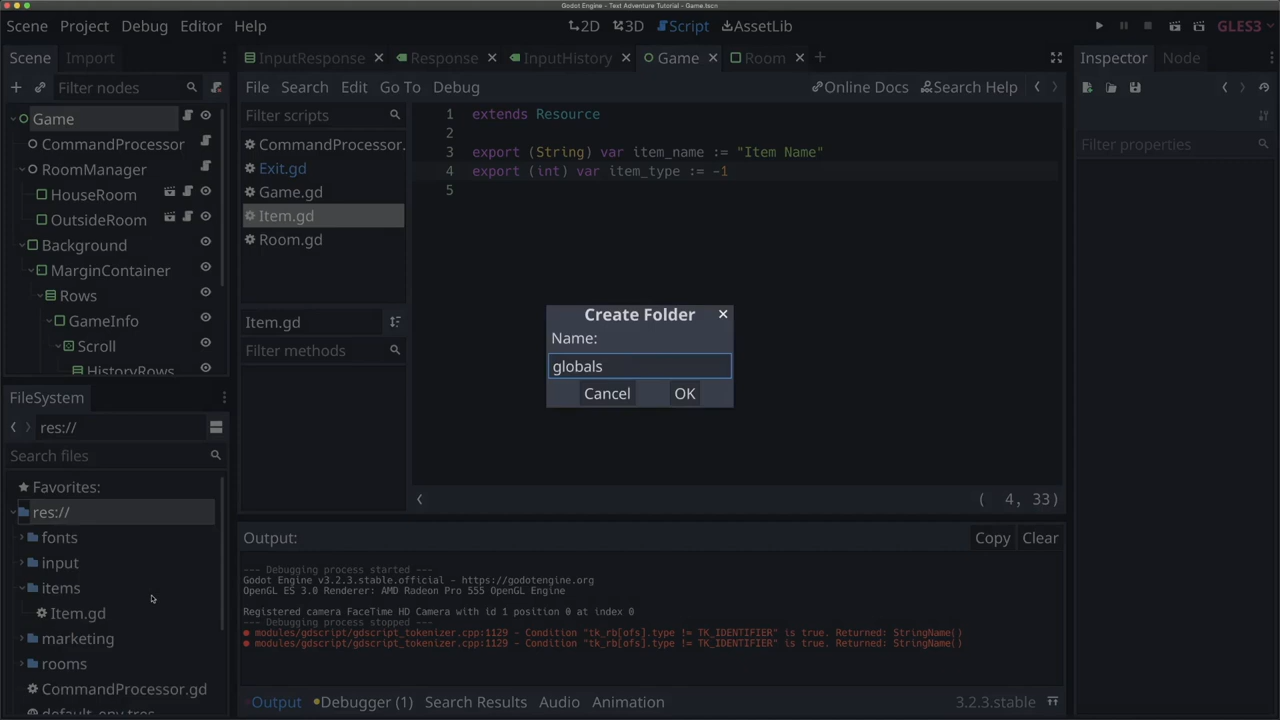 Godot Engine - Text Adventure Tutorial - Game.tscn
Scene Project Debug Editor Help
2D 3D Script AssetLib
GLES3
Scene Import
Filter nodes
Game
CommandProcessor
RoomManager
HouseRoom
OutsideRoom
Background
MarginContainer
Rows
GameInfo
Scroll
HistoryRows
FileSystem
res://
Search files
Favorites:
res://
fonts
input
items
Item.gd
marketing
rooms
CommandProcessor.gd
default_env.tres
InputResponse Response InputHistory Game Room
File Search Edit Go To Debug
Online Docs Search Help
Filter scripts
CommandProcessor.
Exit.gd
Game.gd
Item.gd
Room.gd
Item.gd
Filter methods
1 extends Resource
2
3 export (String) var item_name := "Item Name"
4 export (int) var item_type := -1
5
( 4, 33)
Create Folder
Name:
globals
Cancel OK
Output:
Copy Clear
--- Debugging process started ---
Godot Engine v3.2.3.stable.official - https://godotengine.org
OpenGL ES 3.0 Renderer: AMD Radeon Pro 555 OpenGL Engine
Registered camera FaceTime HD Camera with id 1 position 0 at index 0
--- Debugging process stopped ---
modules/gdscript/gdscript_tokenizer.cpp:1129 - Condition "tk_rb[ofs].type != TK_IDENTIFIER" is true. Returned: StringName()
modules/gdscript/gdscript_tokenizer.cpp:1129 - Condition "tk_rb[ofs].type != TK_IDENTIFIER" is true. Returned: StringName()
Output Debugger (1) Search Results Audio Animation
3.2.3.stable
Inspector Node
Filter properties